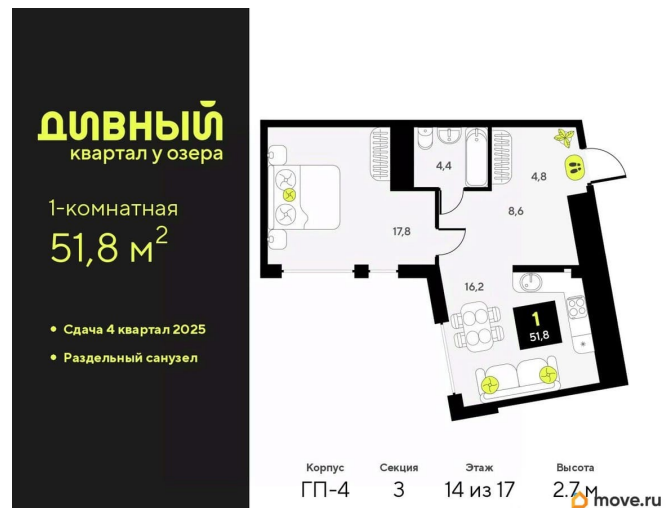 ДИВНЫЙ
квартал у озера
1-комнатная
51,8 м²
• Сдача 4 квартал 2025
• Раздельный санузел
4,4
4,8
8,6
17,8
16,2
1
51,8
Корпус Секция Этаж Высота
ГП-4 3 14 из 17 2.7 м
move.ru